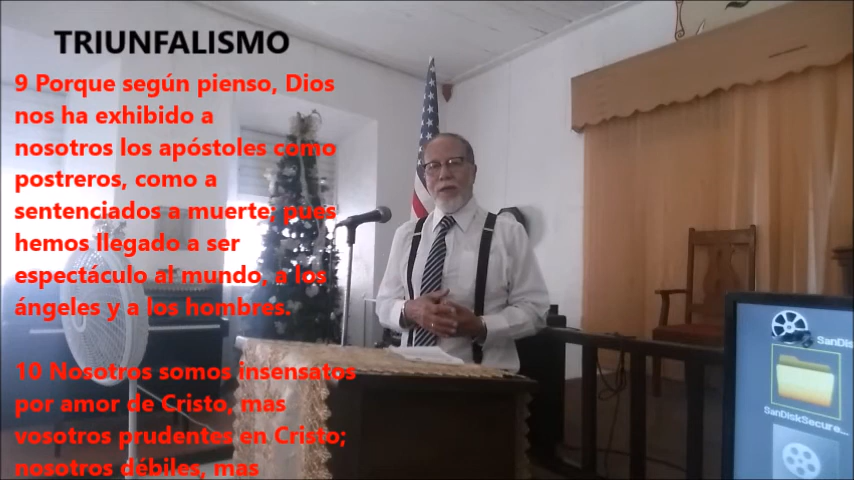 TRIUNFALISMO
9 Porque según pienso, Dios
nos ha exhibido a
nosotros los apóstoles como
postreros, como a
sentenciados a muerte; pues
hemos llegado a ser
espectáculo al mundo, a los
ángeles y a los hombres.
10 Nosotros somos insensatos
por amor de Cristo, mas
vosotros prudentes en Cristo;
nosotros débiles, mas
SanDis
SanDiskSecure...